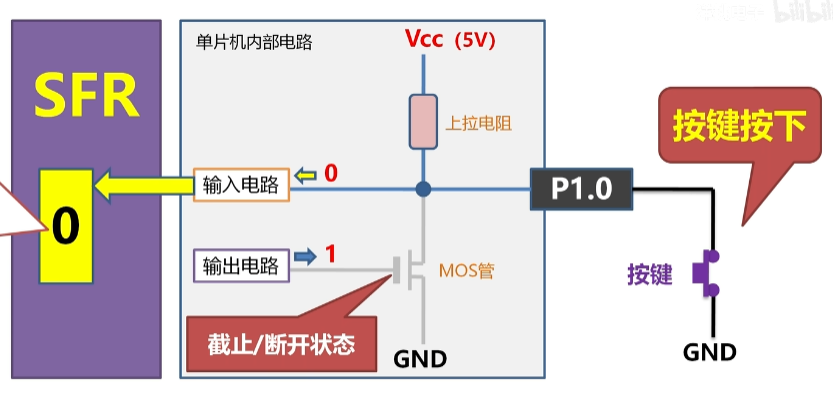 单片机内部电路
Vcc（5V）
SFR
上拉电阻
按键按下
输入电路
0
P1.0
0
输出电路
1
MOS管
按键
截止/断开状态
GND
GND
bilibili